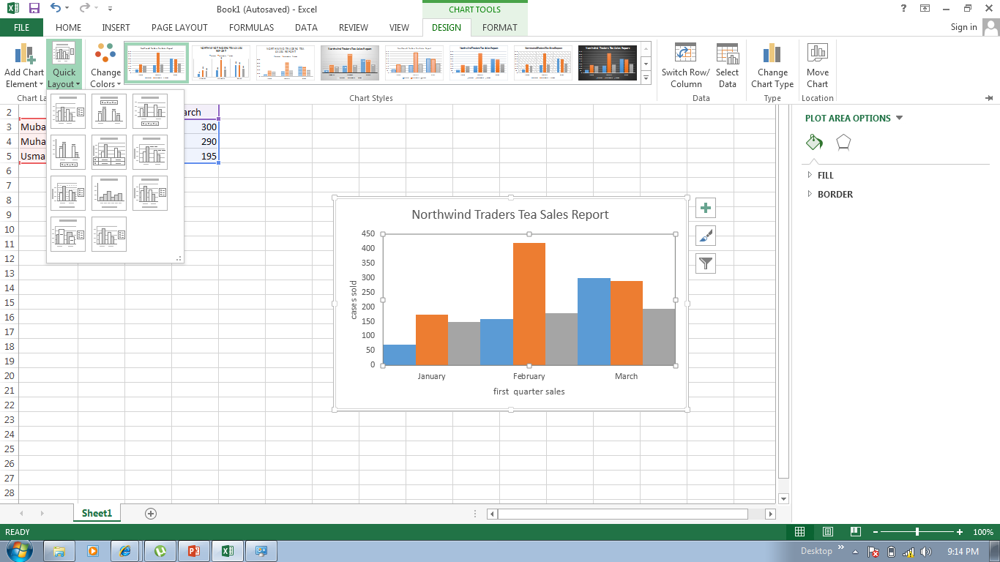 Book1 (Autosaved) - Excel
CHART TOOLS
?
FILE HOME INSERT PAGE LAYOUT FORMULAS DATA REVIEW VIEW DESIGN FORMAT Sign in
Add Chart Element
Quick Layout
Change Colors
Switch Row/ Column
Select Data
Change Chart Type
Move Chart
Chart La
Chart Styles
Data
Type
Location
2 arch
3 Muba 300
4 Muha 290
5 Usma 195
6
7
8
9
10
11
12
13
14
15
16
17
18
19
20
21
22
23
24
25
26
27
28
Northwind Traders Tea Sales Report
450
400
350
300
250
200
150
100
50
0
cases sold
January February March
first quarter sales
PLOT AREA OPTIONS
FILL
BORDER
Sheet1
READY
100%
Desktop
9:14 PM